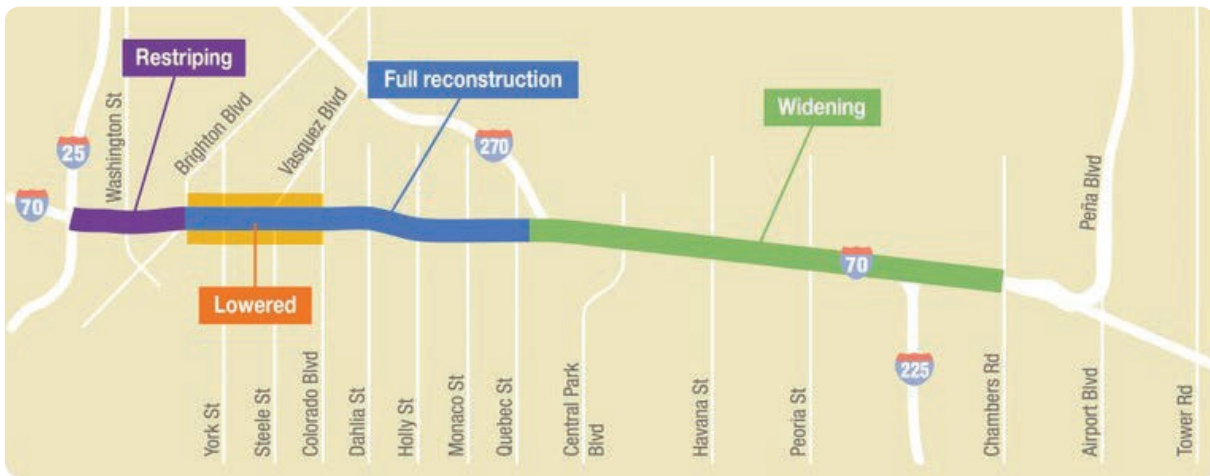 Restriping
Full reconstruction
Widening
Lowered
25
70
270
70
225
Washington St
Brighton Blvd
Vasquez Blvd
Peña Blvd
York St
Steele St
Colorado Blvd
Dahlia St
Holly St
Monaco St
Quebec St
Central Park
Blvd
Havana St
Peoria St
Chambers Rd
Airport Blvd
Tower Rd